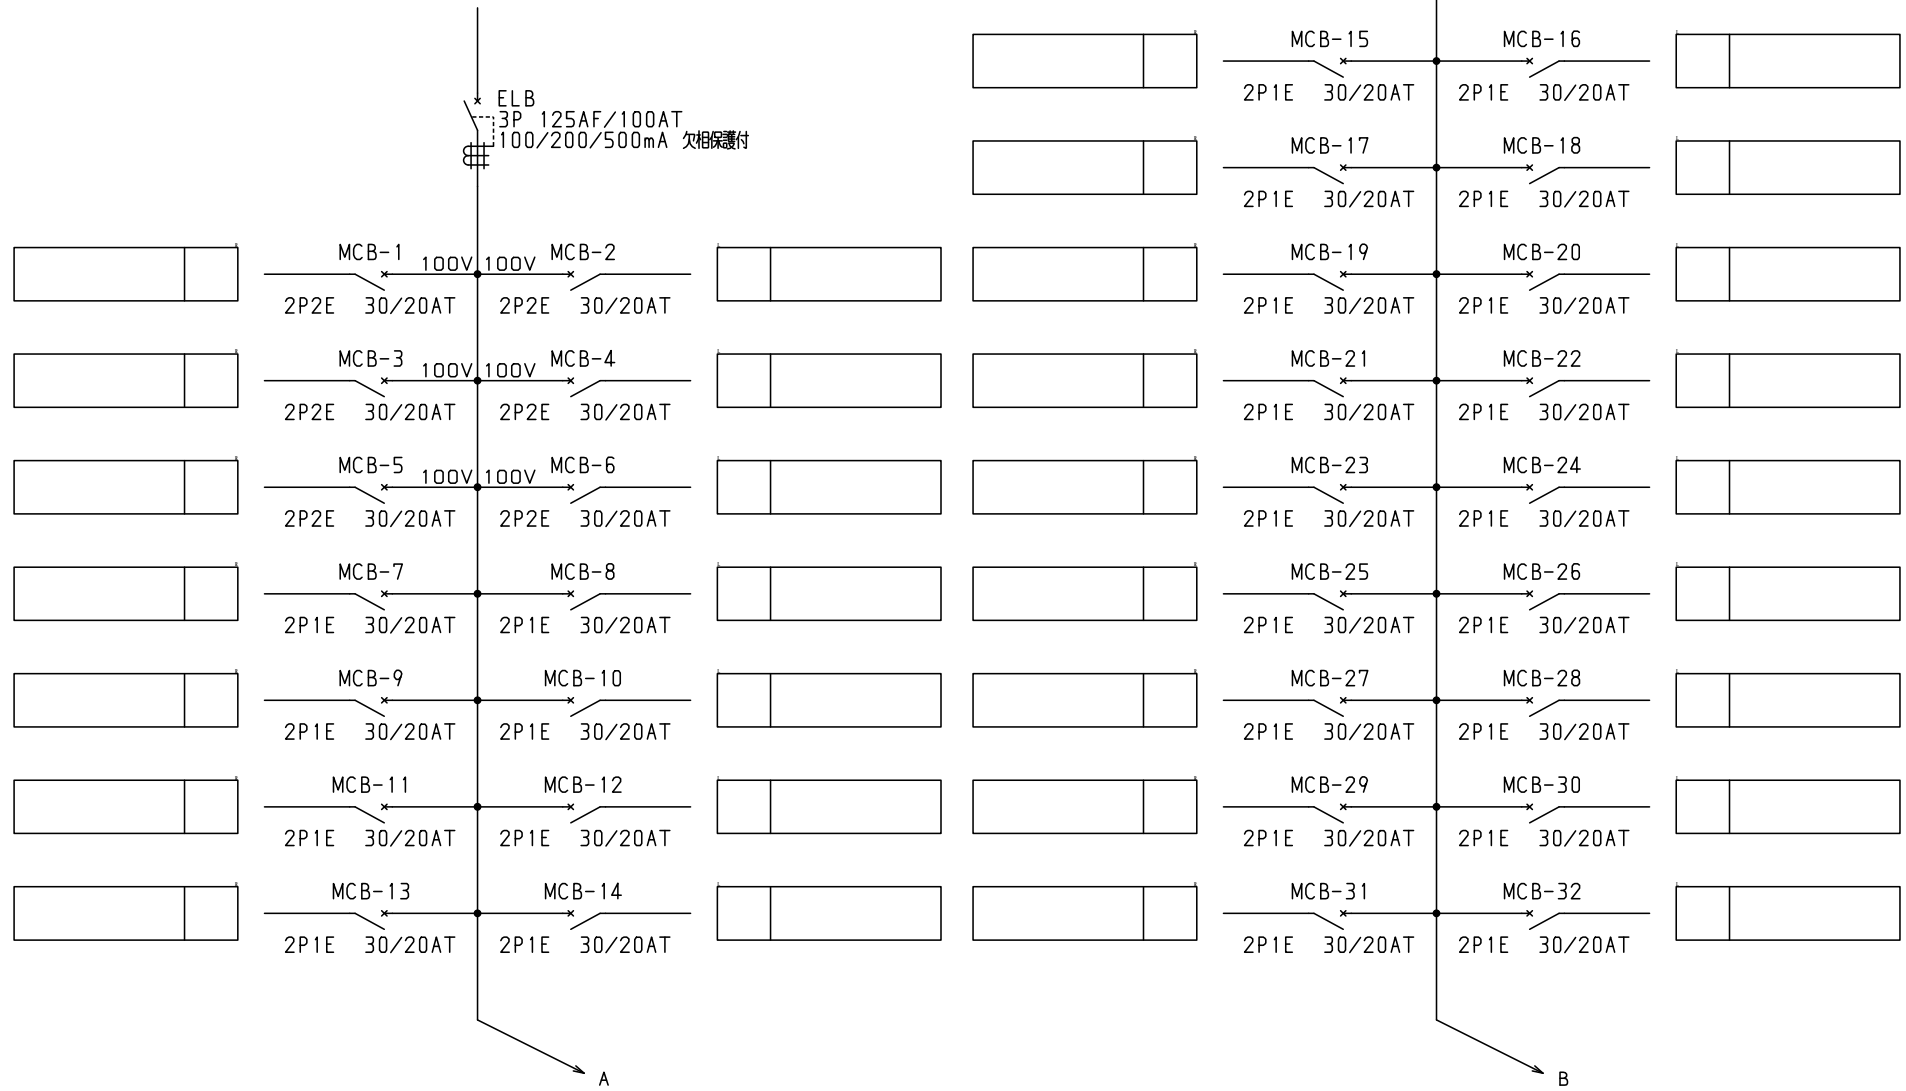 ELB
3P 125AF/100AT
100/200/500mA 欠相保護付
MCB-1 100V 100V MCB-2
2P2E 30/20AT 2P2E 30/20AT
MCB-3 100V 100V MCB-4
2P2E 30/20AT 2P2E 30/20AT
MCB-5 100V 100V MCB-6
2P2E 30/20AT 2P2E 30/20AT
MCB-7 MCB-8
2P1E 30/20AT 2P1E 30/20AT
MCB-9 MCB-10
2P1E 30/20AT 2P1E 30/20AT
MCB-11 MCB-12
2P1E 30/20AT 2P1E 30/20AT
MCB-13 MCB-14
2P1E 30/20AT 2P1E 30/20AT
A
MCB-15 MCB-16
2P1E 30/20AT 2P1E 30/20AT
MCB-17 MCB-18
2P1E 30/20AT 2P1E 30/20AT
MCB-19 MCB-20
2P1E 30/20AT 2P1E 30/20AT
MCB-21 MCB-22
2P1E 30/20AT 2P1E 30/20AT
MCB-23 MCB-24
2P1E 30/20AT 2P1E 30/20AT
MCB-25 MCB-26
2P1E 30/20AT 2P1E 30/20AT
MCB-27 MCB-28
2P1E 30/20AT 2P1E 30/20AT
MCB-29 MCB-30
2P1E 30/20AT 2P1E 30/20AT
MCB-31 MCB-32
2P1E 30/20AT 2P1E 30/20AT
B